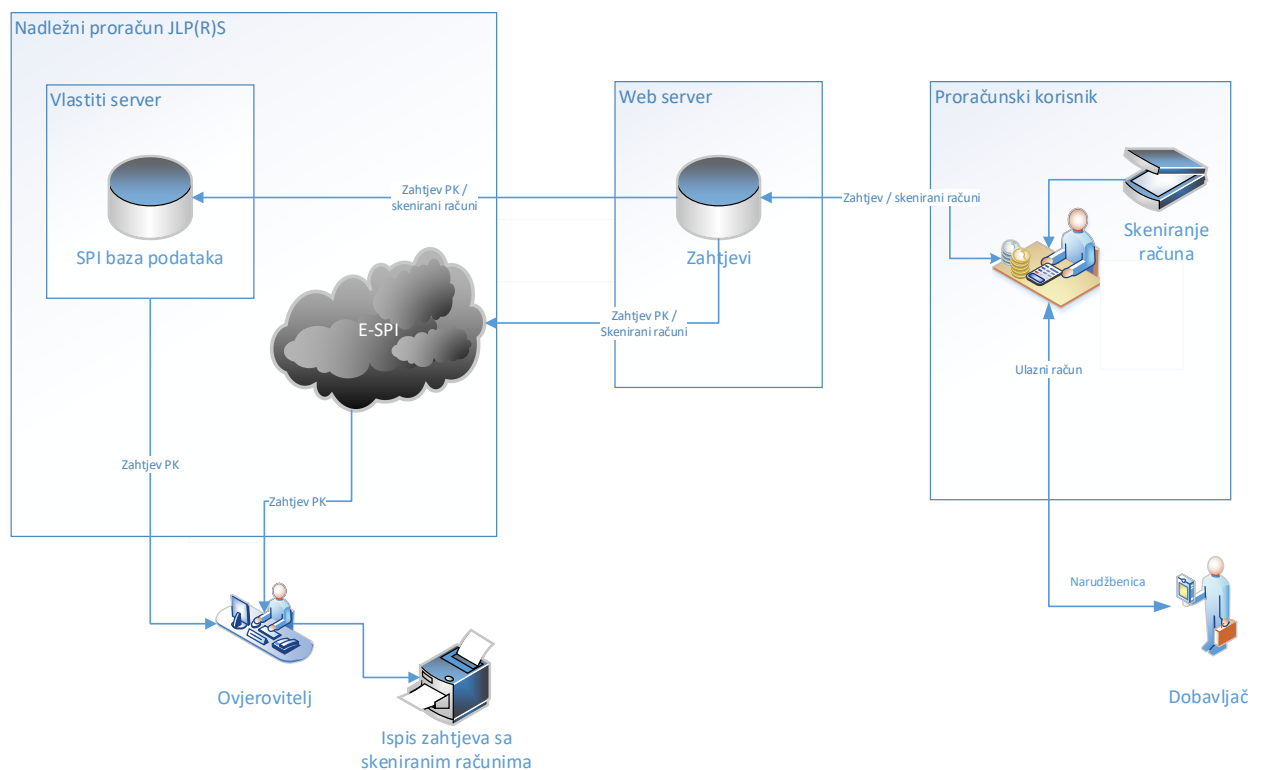 Nadležni proračun JLP(R)S
Vlastiti server
SPI baza podataka
Zahtjev PK /
skenirani računi
E-SPI
Zahtjev PK
Zahtjev PK
Web server
Zahtjevi
Zahtjev PK /
Skenirani računi
Zahtjev / skenirani računi
Proračunski korisnik
Skeniranje
računa
Ulazni račun
Narudžbenica
Dobavljač
Ovjerovitelj
Ispis zahtjeva sa
skeniranim računima